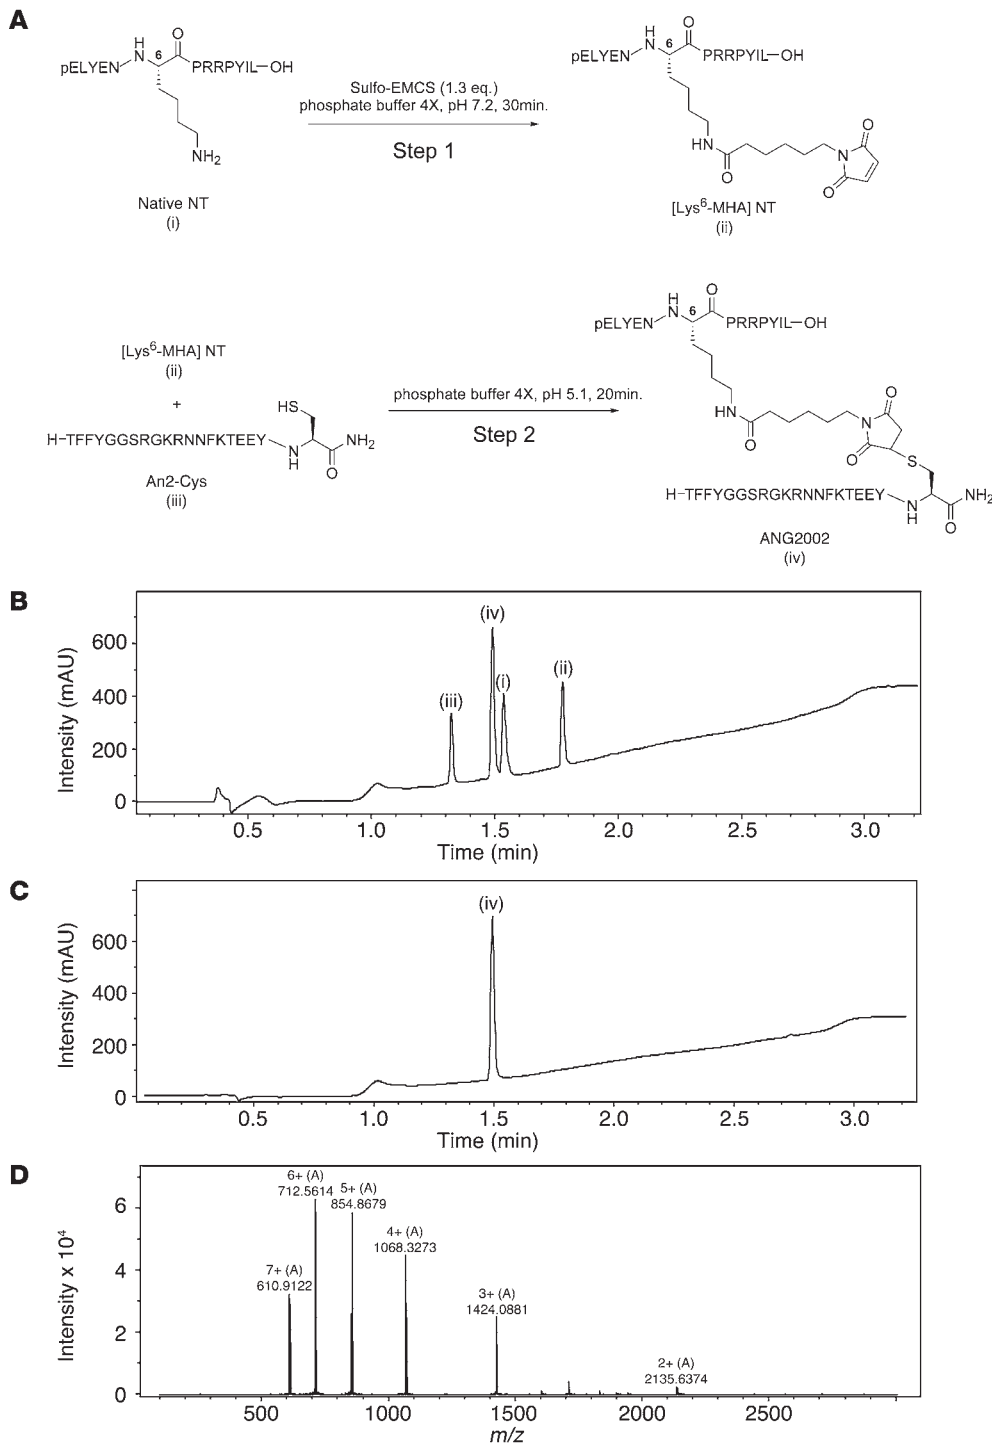 A
H
N
6
O
pELYEN
PRRPYIL
OH
NH2
Native NT
(i)
Sulfo-EMCS (1.3 eq.)
phosphate buffer 4X, pH 7.2, 30min.
Step 1
H
N
6
O
pELYEN
PRRPYIL
OH
HN
O
N
O
O
[Lys6-MHA] NT
(ii)
[Lys6-MHA] NT
(ii)
+
HS
H-TFFYGGSRGKRNNFKTEEY
N
H
O
NH2
An2-Cys
(iii)
phosphate buffer 4X, pH 5.1, 20min.
Step 2
H
N
6
O
pELYEN
PRRPYIL
OH
HN
O
N
O
O
S
H-TFFYGGSRGKRNNFKTEEY
N
H
O
NH2
ANG2002
(iv)
B
Intensity (mAU)
600
400
200
0
(iii)
(iv)
(i)
(ii)
0.5 1.0 1.5 2.0 2.5 3.0
Time (min)
C
Intensity (mAU)
600
400
200
0
(iv)
0.5 1.0 1.5 2.0 2.5 3.0
Time (min)
D
Intensity x 104
6
4
2
0
7+ (A)
610.9122
6+ (A)
712.5614
5+ (A)
854.8679
4+ (A)
1068.3273
3+ (A)
1424.0881
2+ (A)
2135.6374
500 1000 1500 2000 2500
m/z